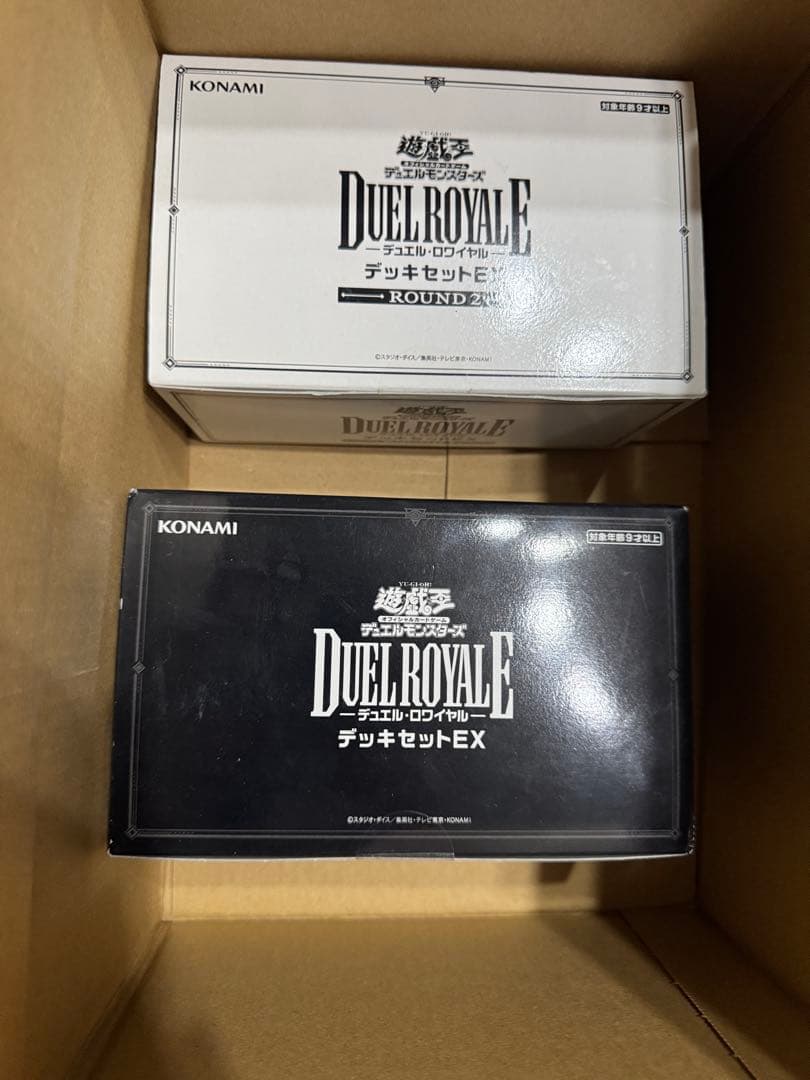 KONAMI
対象年齢9才以上
YU-GI-OH!
遊戯王
オフィシャルカードゲーム
デュエルモンスターズ
DUEL ROYALE
デュエル・ロワイヤル
デッキセットEX
ROUND 2
©スタジオ・ダイス/集英社・テレビ東京・KONAMI
DUEL ROYALE
KONAMI
対象年齢9才以上
YU-GI-OH!
遊戯王
オフィシャルカードゲーム
デュエルモンスターズ
DUEL ROYALE
デュエル・ロワイヤル
デッキセットEX
©スタジオ・ダイス/集英社・テレビ東京・KONAMI